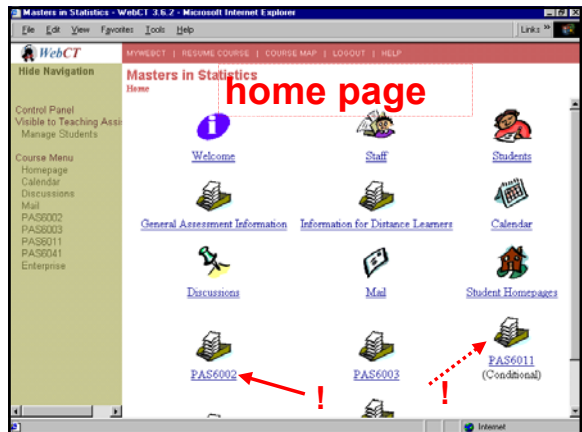 Masters in Statistics - WebCT 3.6.2 - Microsoft Internet Explorer
File Edit View Favorites Tools Help Links »
WebCT
MYWEBCT | RESUME COURSE | COURSE MAP | LOGOUT | HELP
Hide Navigation
Control Panel
Visible to Teaching Assi
Manage Students
Course Menu
Homepage
Calendar
Discussions
Mail
PAS6002
PAS6003
PAS6011
PAS6041
Enterprise
Masters in Statistics
Home
home page
Welcome Staff Students
General Assessment Information Information for Distance Learners Calendar
Discussions Mail Student Homepages
PAS6002 PAS6003 PAS6011
(Conditional)
! !
Internet